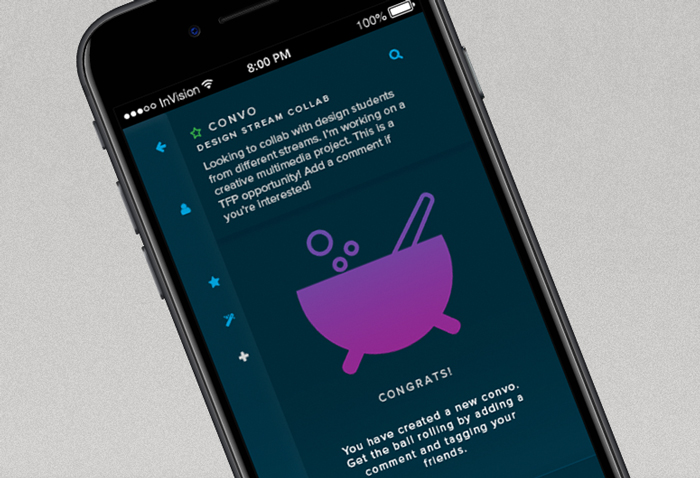 InVision 8:00 PM 100%
CONVO
DESIGN STREAM COLLAB
Looking to collab with design students
from different streams. I'm working on a
creative multimedia project. This is a
TFP opportunity! Add a comment if
you're interested!
CONGRATS!
You have created a new convo.
Get the ball rolling by adding a
comment and tagging your
friends.